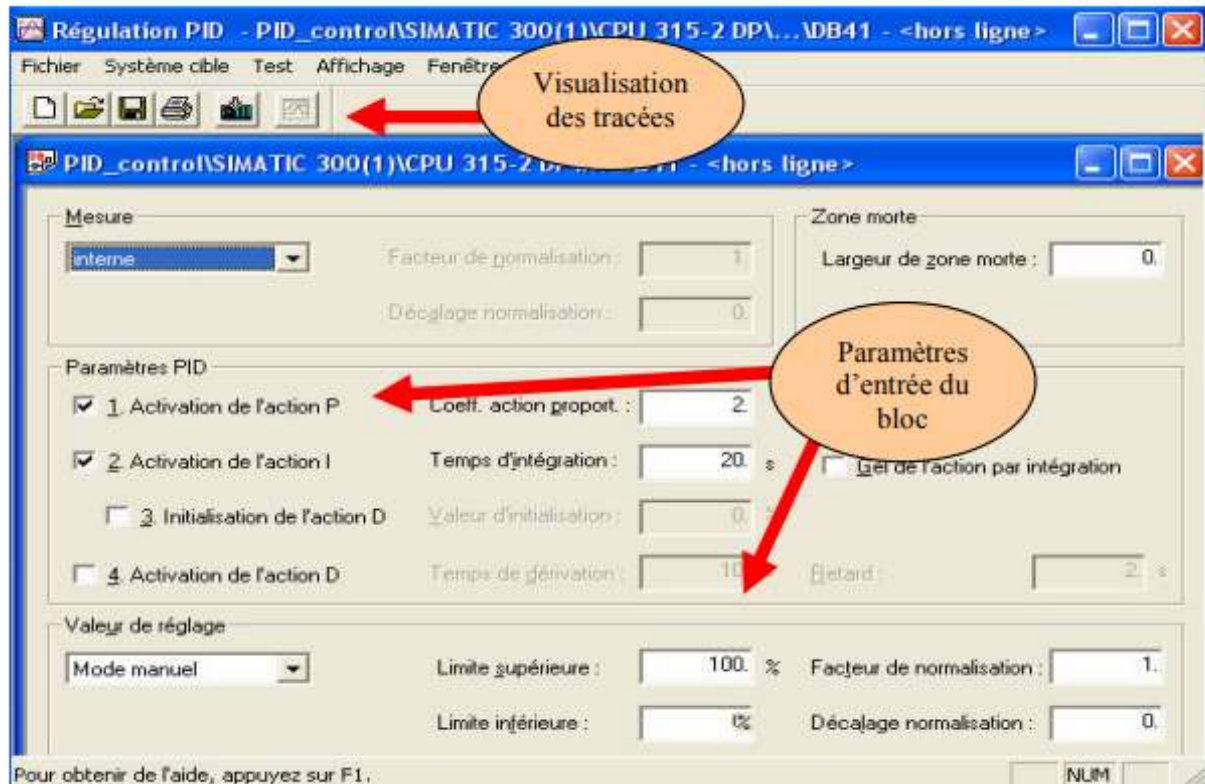 Régulation PID - PID_control\SIMATIC 300(1)\CPU 315-2 DP\...\DB41 - <hors ligne>
Fichier Système cible Test Affichage Fenêtre
Visualisation
des tracées
PID_control\SIMATIC 300(1)\CPU 315-2 - <hors ligne>
Mesure
interne
Facteur de normalisation : 1.
Décalage normalisation : 0.
Zone morte
Largeur de zone morte : 0.
Paramètres
d'entrée du
bloc
Paramètres PID
1. Activation de l'action P Coeff. action proport. : 2.
2. Activation de l'action I Temps d'intégration : 20. s Gel de l'action par intégration
3. Initialisation de l'action D Valeur d'initialisation : 0.
4. Activation de l'action D Temps de dérivation : 10 Retard : 2. s
Valeur de réglage
Mode manuel
Limite supérieure : 100. % Facteur de normalisation : 1.
Limite inférieure : % Décalage normalisation : 0.
Pour obtenir de l'aide, appuyez sur F1. NUM